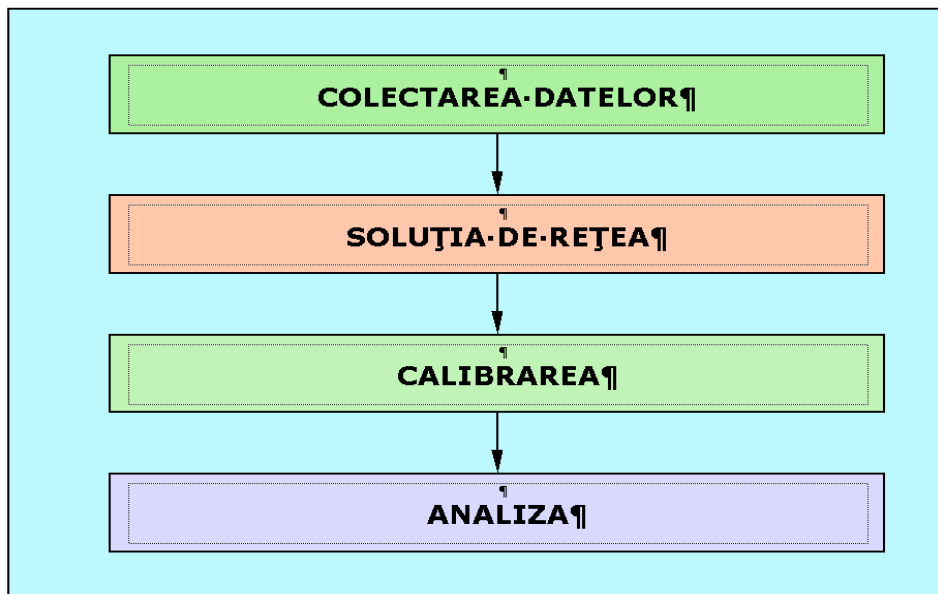 ¶
COLECTAREA·DATELOR¶
¶
SOLUŢIA·DE·REŢEA¶
¶
CALIBRAREA¶
¶
ANALIZA¶